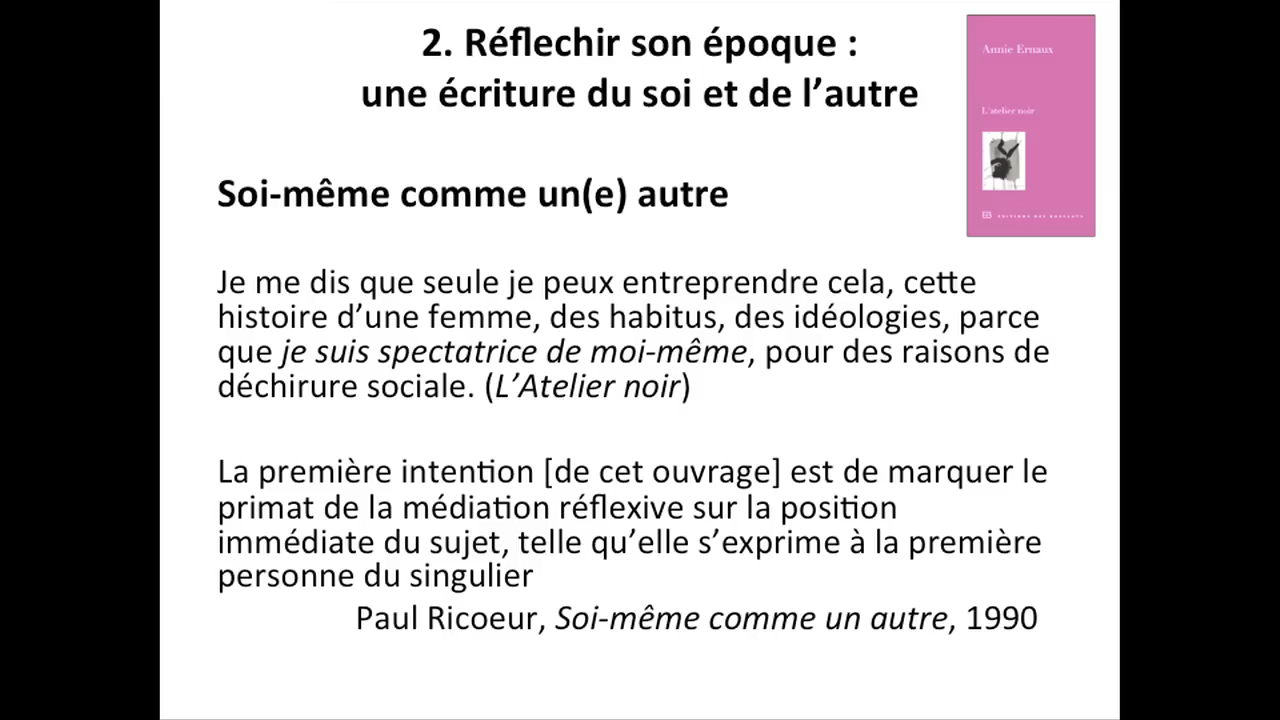 2. Réflechir son époque :
une écriture du soi et de l’autre
Annie Ernaux
L'atelier noir
EDITIONS DES BUSCLATS
Soi-même comme un(e) autre
Je me dis que seule je peux entreprendre cela, cette
histoire d’une femme, des habitus, des idéologies, parce
que je suis spectatrice de moi-même, pour des raisons de
déchirure sociale. (L’Atelier noir)
La première intention [de cet ouvrage] est de marquer le
primat de la médiation réflexive sur la position
immédiate du sujet, telle qu’elle s’exprime à la première
personne du singulier
Paul Ricoeur, Soi-même comme un autre, 1990